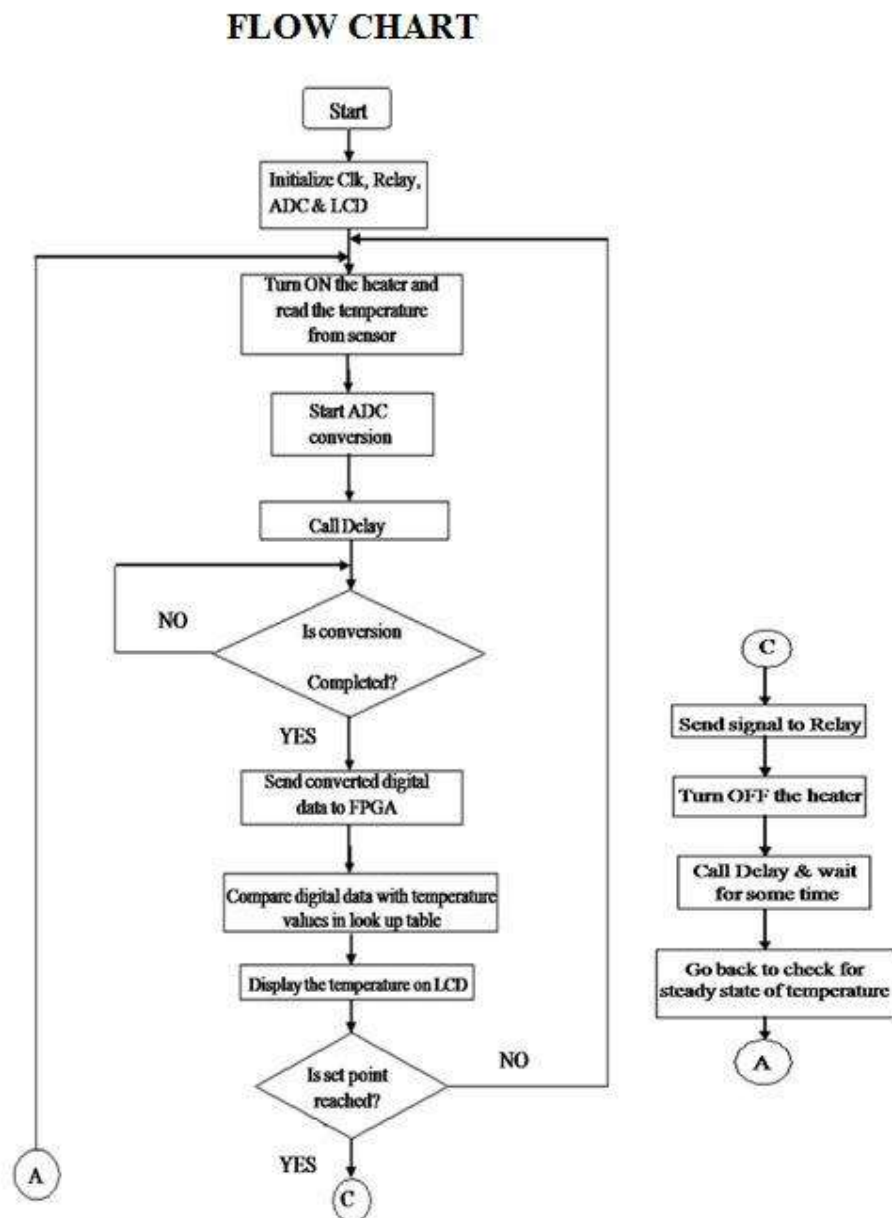 FLOW CHART
Start
Initialize Clk, Relay,
ADC & LCD
Turn ON the heater and
read the temperature
from sensor
Start ADC
conversion
Call Delay
NO
Is conversion
Completed?
YES
Send converted digital
data to FPGA
Compare digital data with temperature
values in look up table
Display the temperature on LCD
Is set point
reached?
NO
YES
A
C
C
Send signal to Relay
Turn OFF the heater
Call Delay & wait
for some time
Go back to check for
steady state of temperature
A